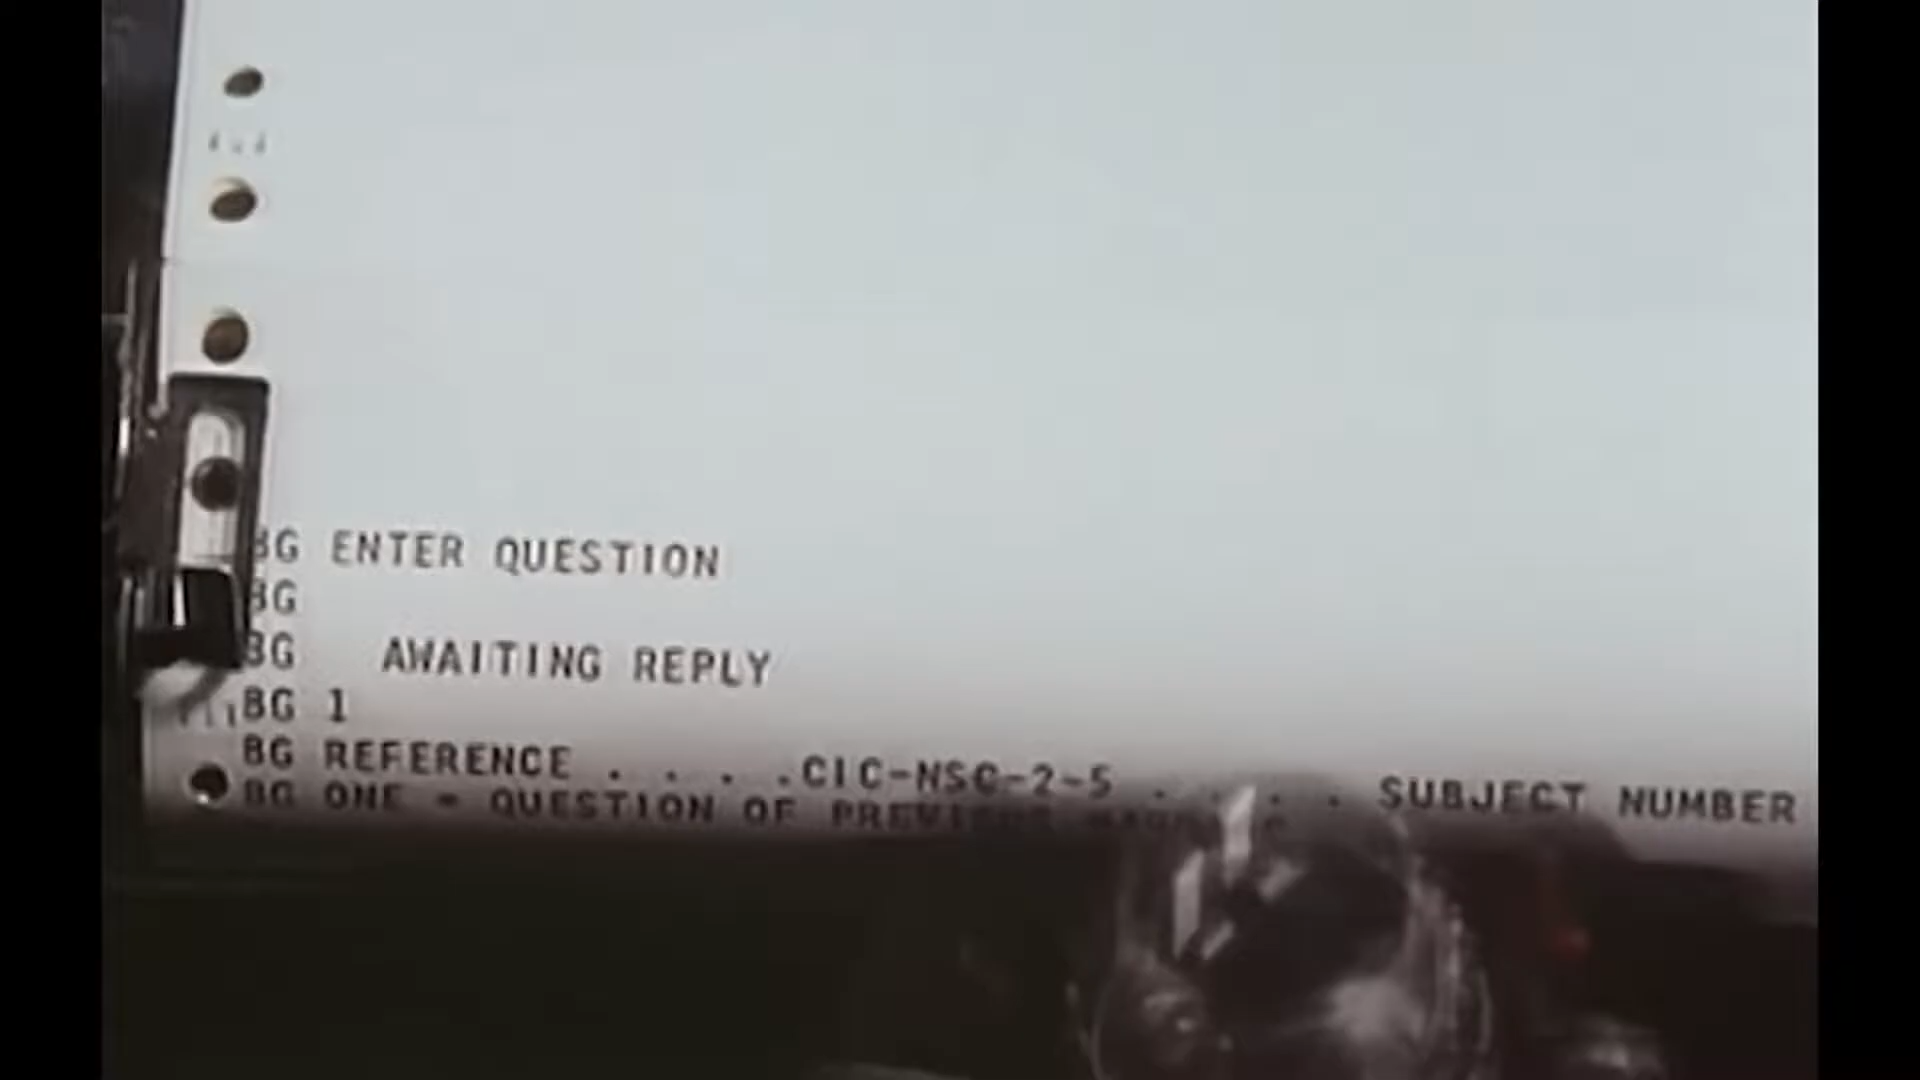 BG ENTER QUESTION
BG
BG AWAITING REPLY
BG 1
BG REFERENCE . . . .CIC-NSC-2-5 . . . . SUBJECT NUMBER
BG ONE - QUESTION OF PREVIOUS